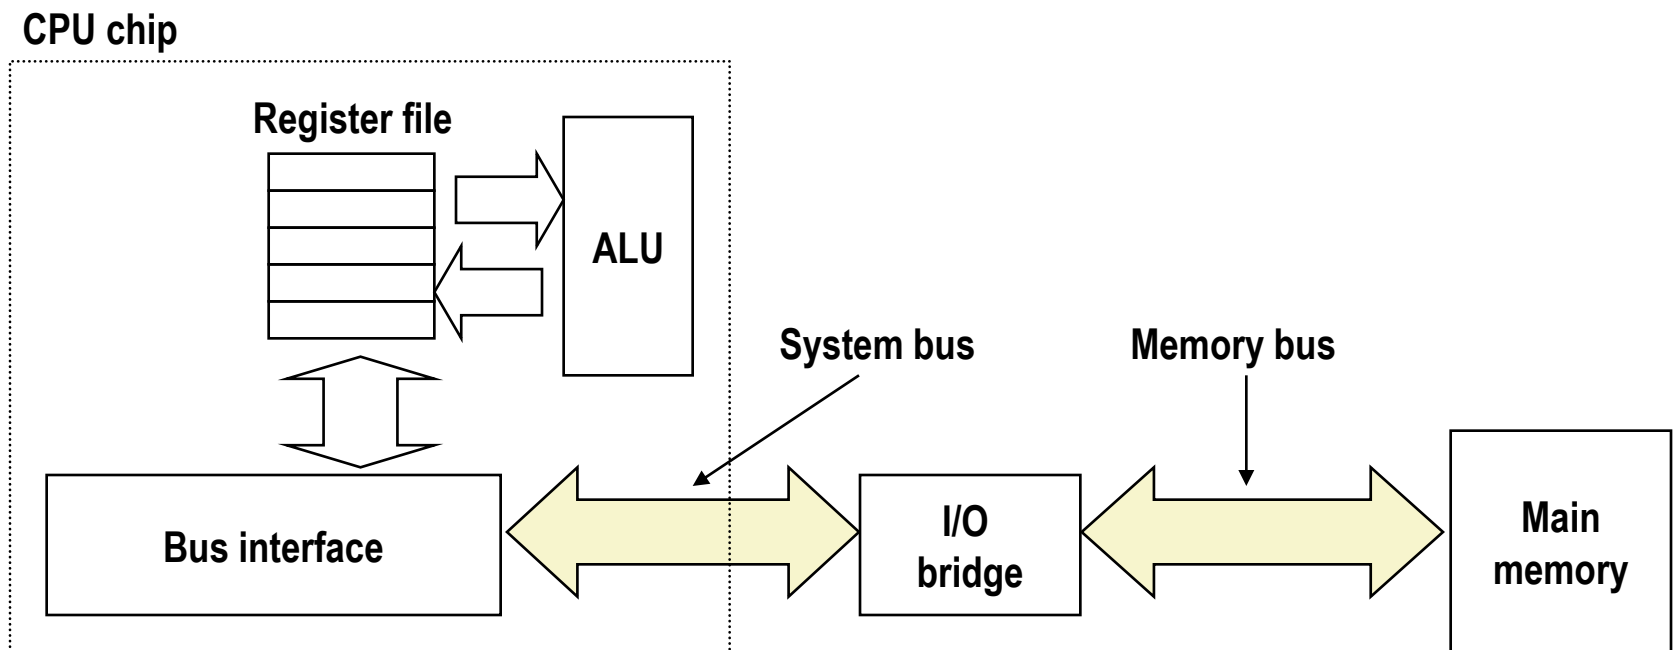 CPU chip
Register file
ALU
System bus
Memory bus
Bus interface
I/O
bridge
Main
memory